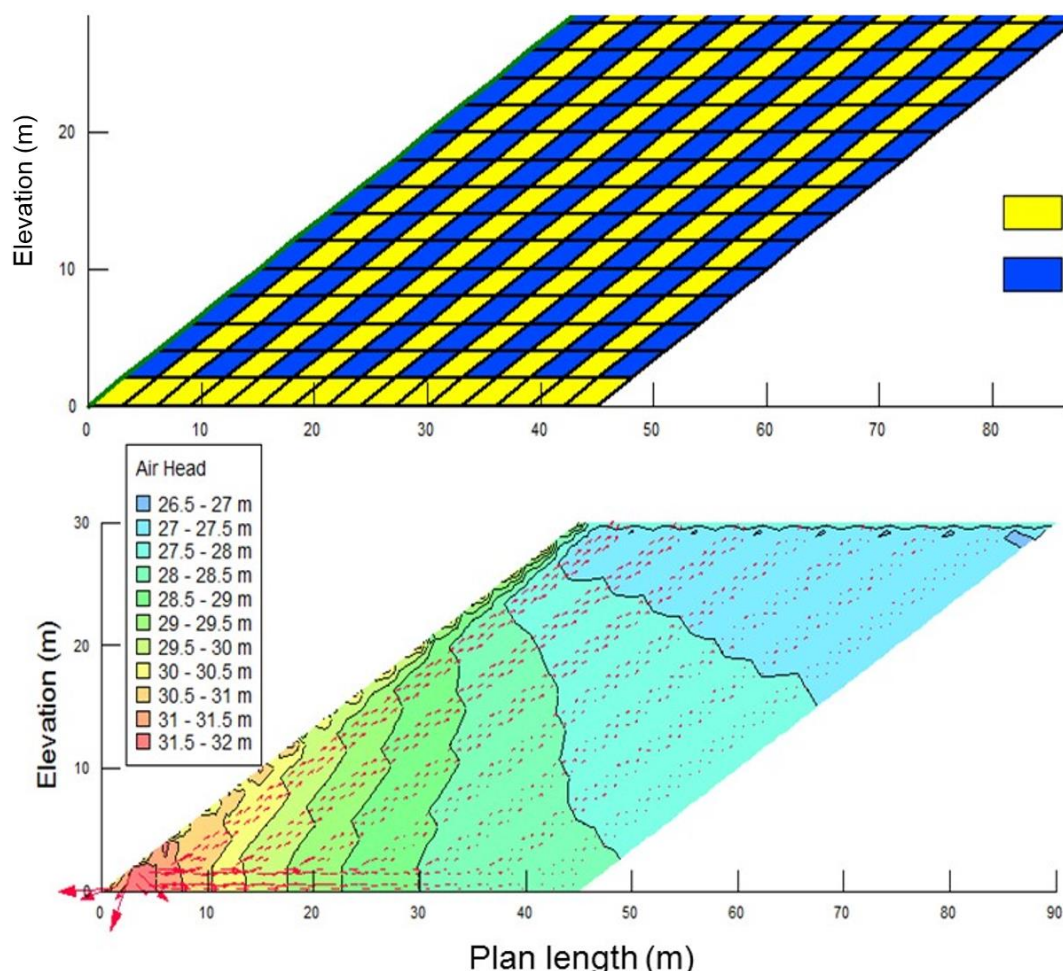 Elevation (m)
20
10
0
0 10 20 30 40 50 60 70 80
Air Head
26.5 - 27 m
27 - 27.5 m
27.5 - 28 m
28 - 28.5 m
28.5 - 29 m
29 - 29.5 m
29.5 - 30 m
30 - 30.5 m
30.5 - 31 m
31 - 31.5 m
31.5 - 32 m
Elevation (m)
30
20
10
0
0 10 20 30 40 50 60 70 80 90
Plan length (m)